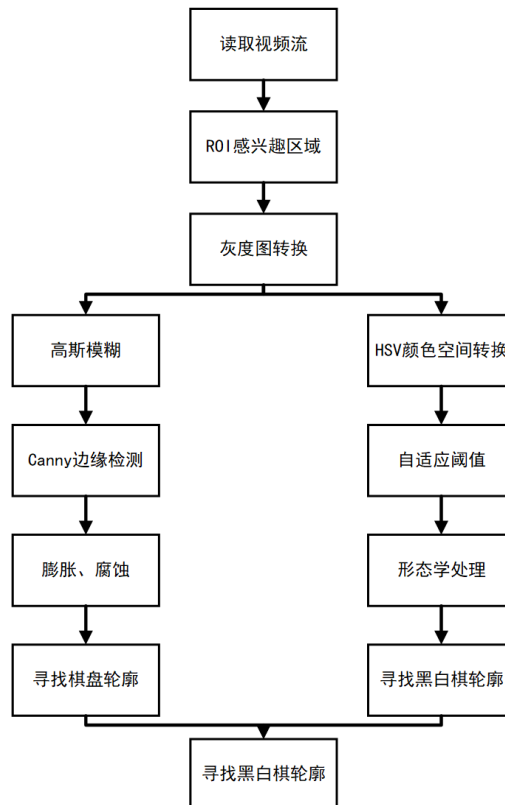 读取视频流
ROI感兴趣区域
灰度图转换
高斯模糊
HSV颜色空间转换
Canny边缘检测
自适应阈值
膨胀、腐蚀
形态学处理
寻找棋盘轮廓
寻找黑白棋轮廓
寻找黑白棋轮廓